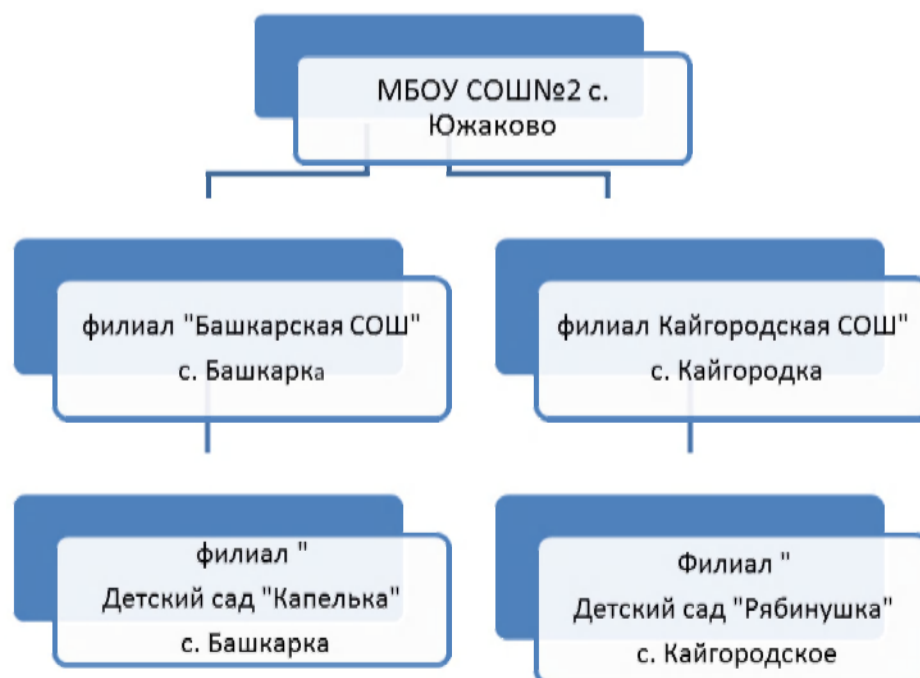 МБОУ СОШ№2 с.
Южаково
филиал "Башкарская СОШ"
с. Башкарка
филиал Кайгородская СОШ"
с. Кайгородка
филиал "
Детский сад "Капелька"
с. Башкарка
Филиал "
Детский сад "Рябинушка"
с. Кайгородское